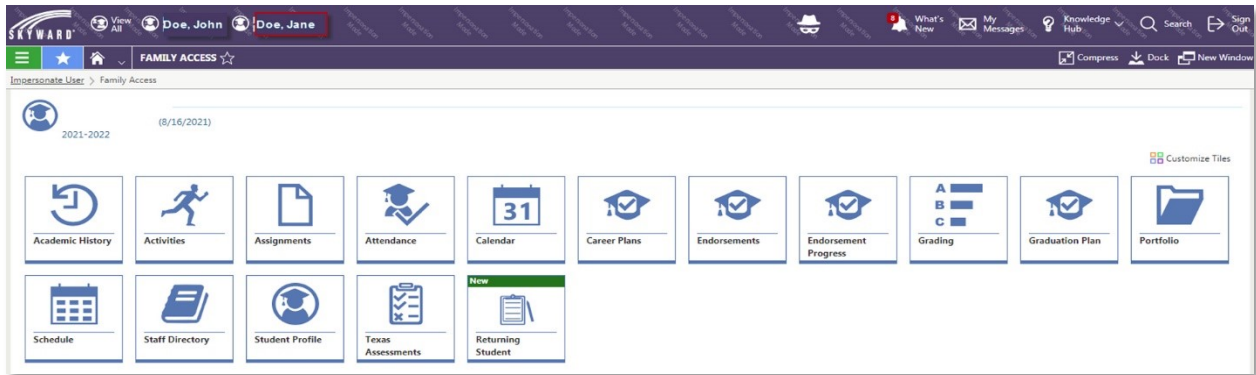 SKYWARD
View All
Doe, John
Doe, Jane
8
What's New
My Messages
Knowledge Hub
Search
Sign Out
FAMILY ACCESS
Compress
Dock
New Window
Impersonate User > Family Access
2021-2022
(8/16/2021)
Customize Tiles
31
A
B
C
Academic History
Activities
Assignments
Attendance
Calendar
Career Plans
Endorsements
Endorsement Progress
Grading
Graduation Plan
Portfolio
New
Schedule
Staff Directory
Student Profile
Texas Assessments
Returning Student